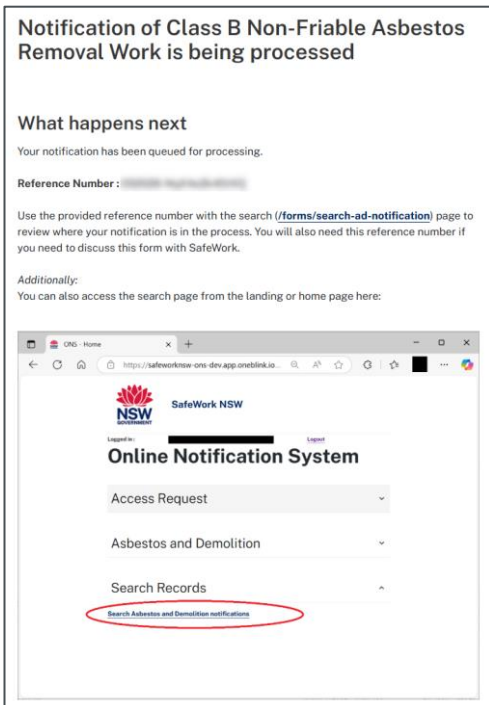 Notification of Class B Non-Friable Asbestos
Removal Work is being processed
What happens next
Your notification has been queued for processing.
Reference Number :
Use the provided reference number with the search (/forms/search-ad-notification) page to
review where your notification is in the process. You will also need this reference number if
you need to discuss this form with SafeWork.
Additionally:
You can also access the search page from the landing or home page here:
ONS - Home
https://safeworknsw-ons-dev.app.oneblink.io...
NSW
GOVERNMENT
SafeWork NSW
Logged in :
Logout
Online Notification System
Access Request
Asbestos and Demolition
Search Records
Search Asbestos and Demolition notifications